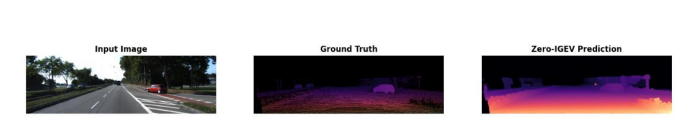 Input Image
Ground Truth
Zero-IGEV Prediction